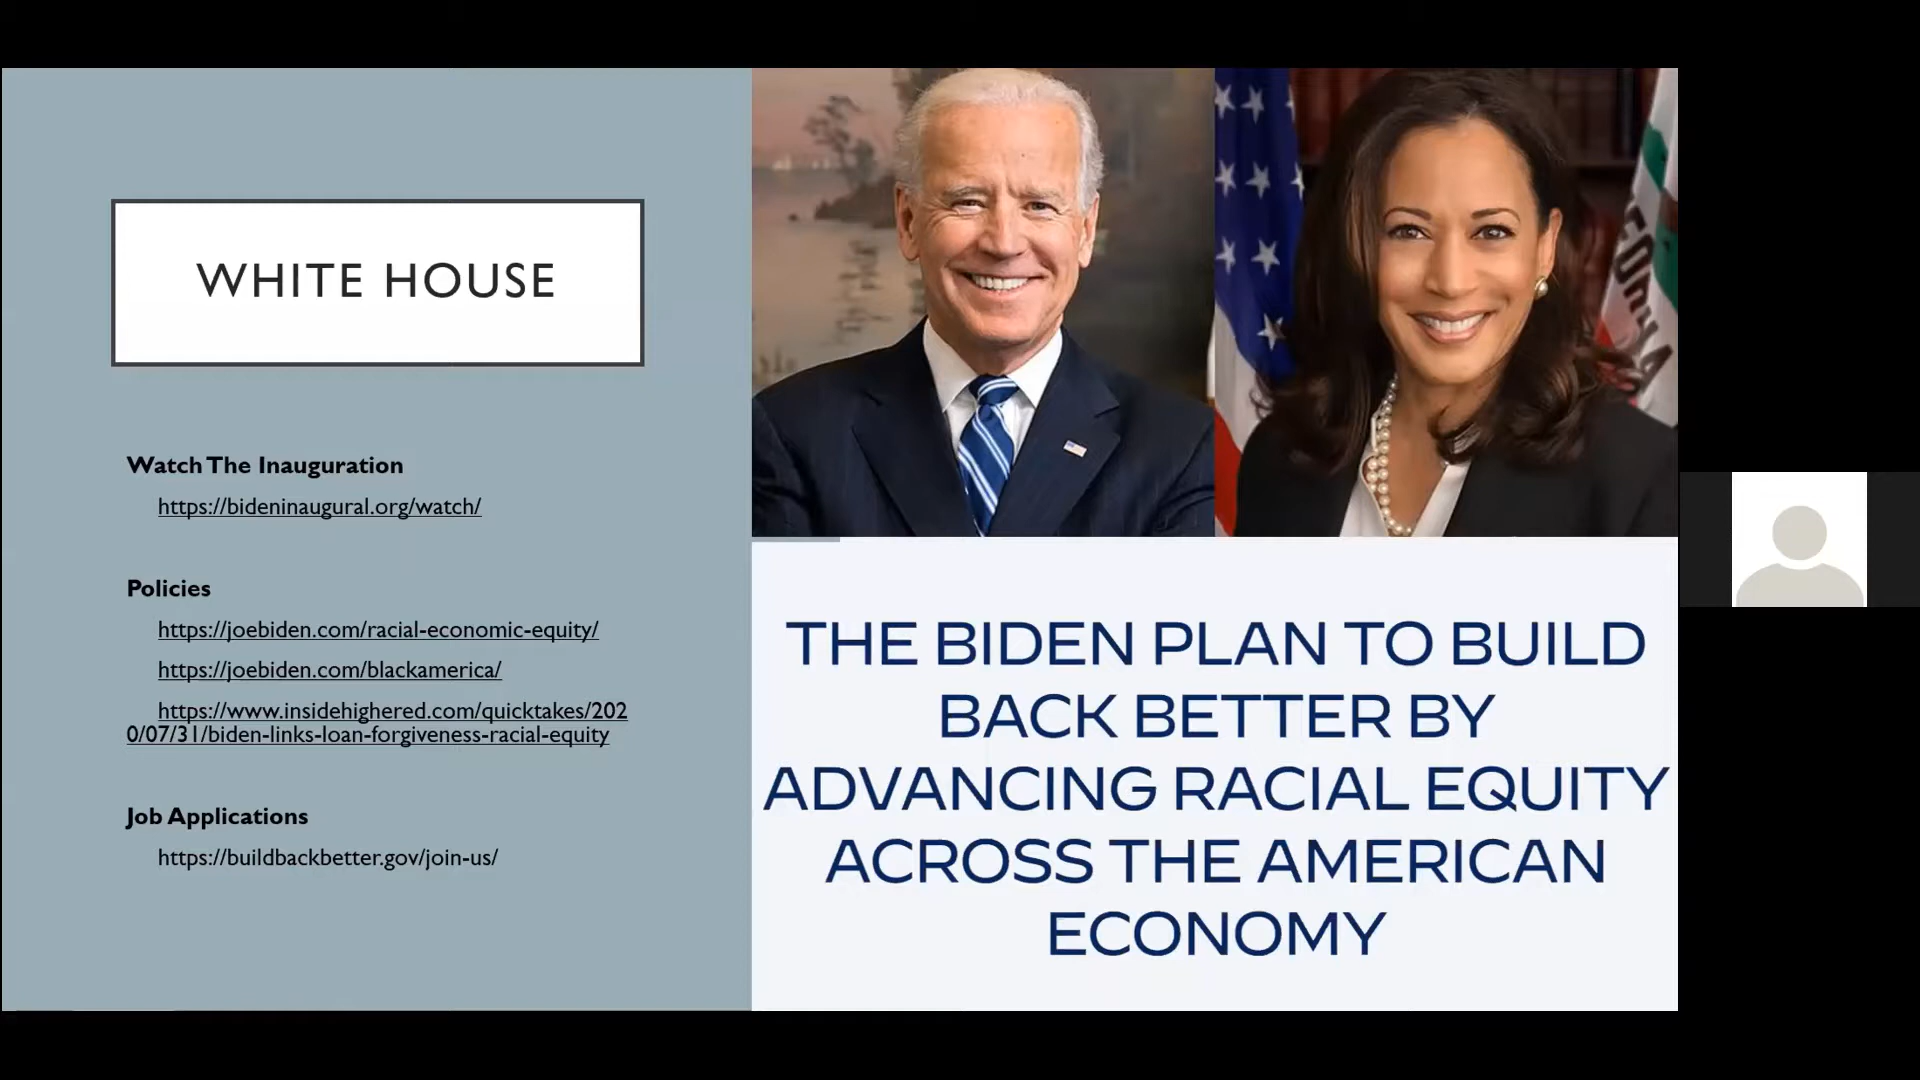 WHITE HOUSE
Watch The Inauguration
https://bideninaugural.org/watch/
Policies
https://joebiden.com/racial-economic-equity/
https://joebiden.com/blackamerica/
https://www.insidehighered.com/quicktakes/202
0/07/31/biden-links-loan-forgiveness-racial-equity
Job Applications
https://buildbackbetter.gov/join-us/
THE BIDEN PLAN TO BUILD
BACK BETTER BY
ADVANCING RACIAL EQUITY
ACROSS THE AMERICAN
ECONOMY